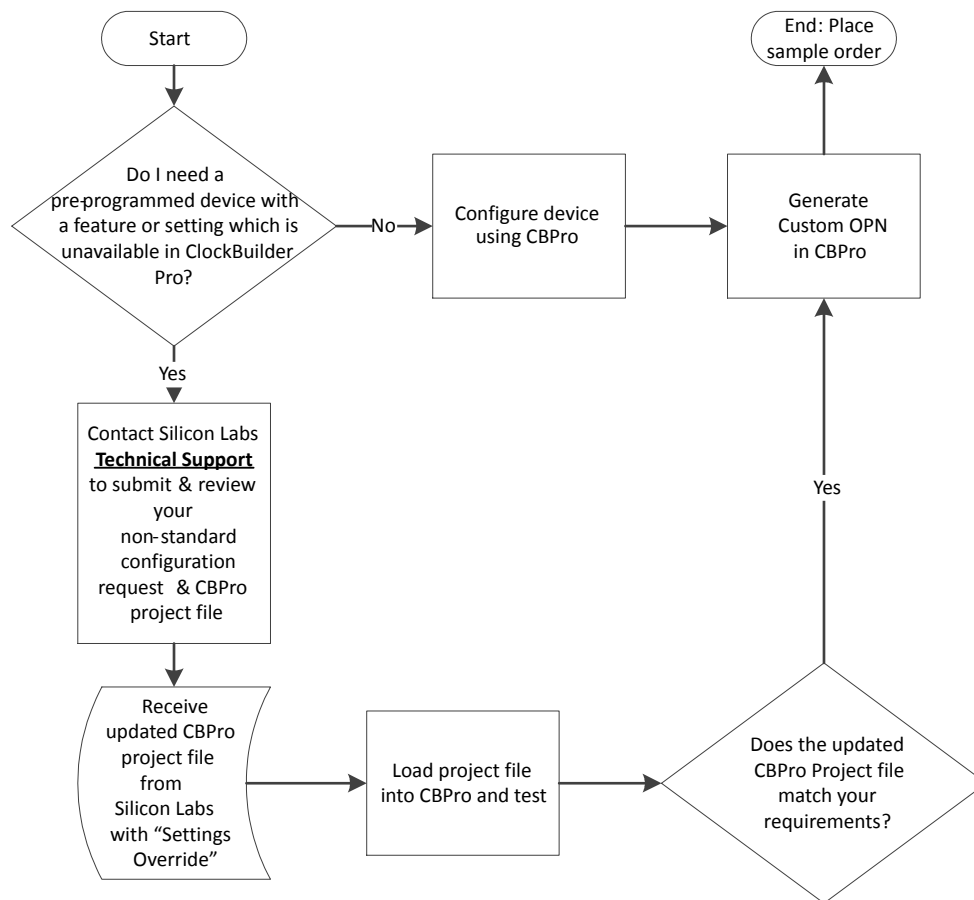 Start
End: Place
sample order
Do I need a
pre-programmed device with
a feature or setting which is
unavailable in ClockBuilder
Pro?
No
Configure device
using CBPro
Generate
Custom OPN
in CBPro
Yes
Contact Silicon Labs
Technical Support
to submit & review
your
non-standard
configuration
request & CBPro
project file
Yes
Receive
updated CBPro
project file
from
Silicon Labs
with “Settings
Override”
Load project file
into CBPro and test
Does the updated
CBPro Project file
match your
requirements?